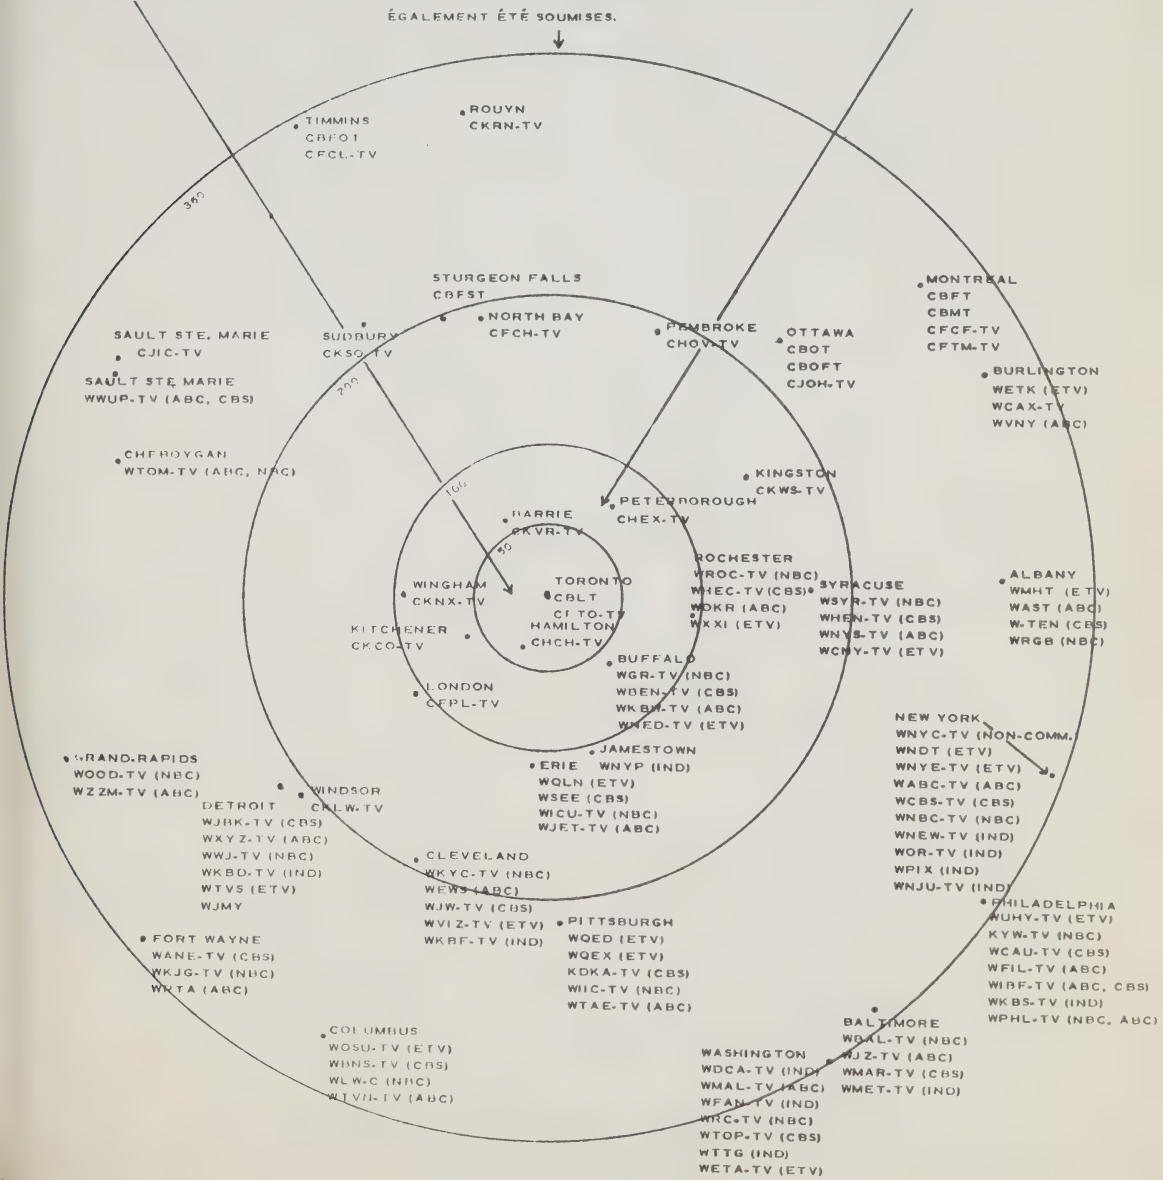 ÉGALEMENT ÉTÉ SOUMISES.
TIMMINS
CBFOT
CFCL-TV
ROUYN
CKRN-TV
350
STURGEON FALLS
CBFST
NORTH BAY
CFCH-TV
SUDBURY
CKSO-TV
200
SAULT STE. MARIE
CJIC-TV
SAULT STE MARIE
WWUP-TV (ABC, CBS)
CHEBOYGAN
WTOM-TV (ABC, NBC)
PEMBROKE
CHOV-TV
OTTAWA
CBOT
CBOFT
CJOH-TV
MONTREAL
CBFT
CBMT
CFCF-TV
CFTM-TV
BURLINGTON
WETK (ETV)
WCAX-TV
WVNY (ABC)
KINGSTON
CKWS-TV
100
PETERBOROUGH
CHEX-TV
BARRIE
CKVR-TV
50
TORONTO
CBLT
CFTO-TV
HAMILTON
CHCH-TV
WINGHAM
CKNX-TV
KITCHENER
CKCO-TV
LONDON
CFPL-TV
ROCHESTER
WROC-TV (NBC)
WHEC-TV (CBS)
WOKR (ABC)
WXXI (ETV)
SYRACUSE
WSYR-TV (NBC)
WHEN-TV (CBS)
WNYS-TV (ABC)
WCNY-TV (ETV)
ALBANY
WMHT (ETV)
WAST (ABC)
W-TEN (CBS)
WRGB (NBC)
BUFFALO
WGR-TV (NBC)
WBEN-TV (CBS)
WKBW-TV (ABC)
WNED-TV (ETV)
JAMESTOWN
WNYP (IND)
ERIE
WQLN (ETV)
WSEE (CBS)
WICU-TV (NBC)
WJET-TV (ABC)
NEW YORK
WNYC-TV (NON-COMM.)
WNDT (ETV)
WNYE-TV (ETV)
WABC-TV (ABC)
WCBS-TV (CBS)
WNBC-TV (NBC)
WNEW-TV (IND)
WOR-TV (IND)
WPIX (IND)
WNJU-TV (IND)
GRAND-RAPIDS
WOOD-TV (NBC)
WZZM-TV (ABC)
WINDSOR
CKLW-TV
DETROIT
WJBK-TV (CBS)
WXYZ-TV (ABC)
WWJ-TV (NBC)
WKBD-TV (IND)
WTVS (ETV)
WJMY
CLEVELAND
WKYC-TV (NBC)
WEWS (ABC)
WJW-TV (CBS)
WVIZ-TV (ETV)
WKBF-TV (IND)
PITTSBURGH
WQED (ETV)
WQEX (ETV)
KDKA-TV (CBS)
WIIC-TV (NBC)
WTAE-TV (ABC)
PHILADELPHIA
WUHY-TV (ETV)
KYW-TV (NBC)
WCAU-TV (CBS)
WFIL-TV (ABC)
WIBF-TV (ABC, CBS)
WKBS-TV (IND)
WPHL-TV (NBC, ABC)
FORT WAYNE
WANE-TV (CBS)
WKJG-TV (NBC)
WPTA (ABC)
COLUMBUS
WOSU-TV (ETV)
WBNS-TV (CBS)
WLW-C (NBC)
WTVN-TV (ABC)
BALTIMORE
WBAL-TV (NBC)
WJZ-TV (ABC)
WMAR-TV (CBS)
WMET-TV (IND)
WASHINGTON
WDCA-TV (IND)
WMAL-TV (ABC)
WFAN-TV (IND)
WRC-TV (NBC)
WTOP-TV (CBS)
WTTG (IND)
WETA-TV (ETV)